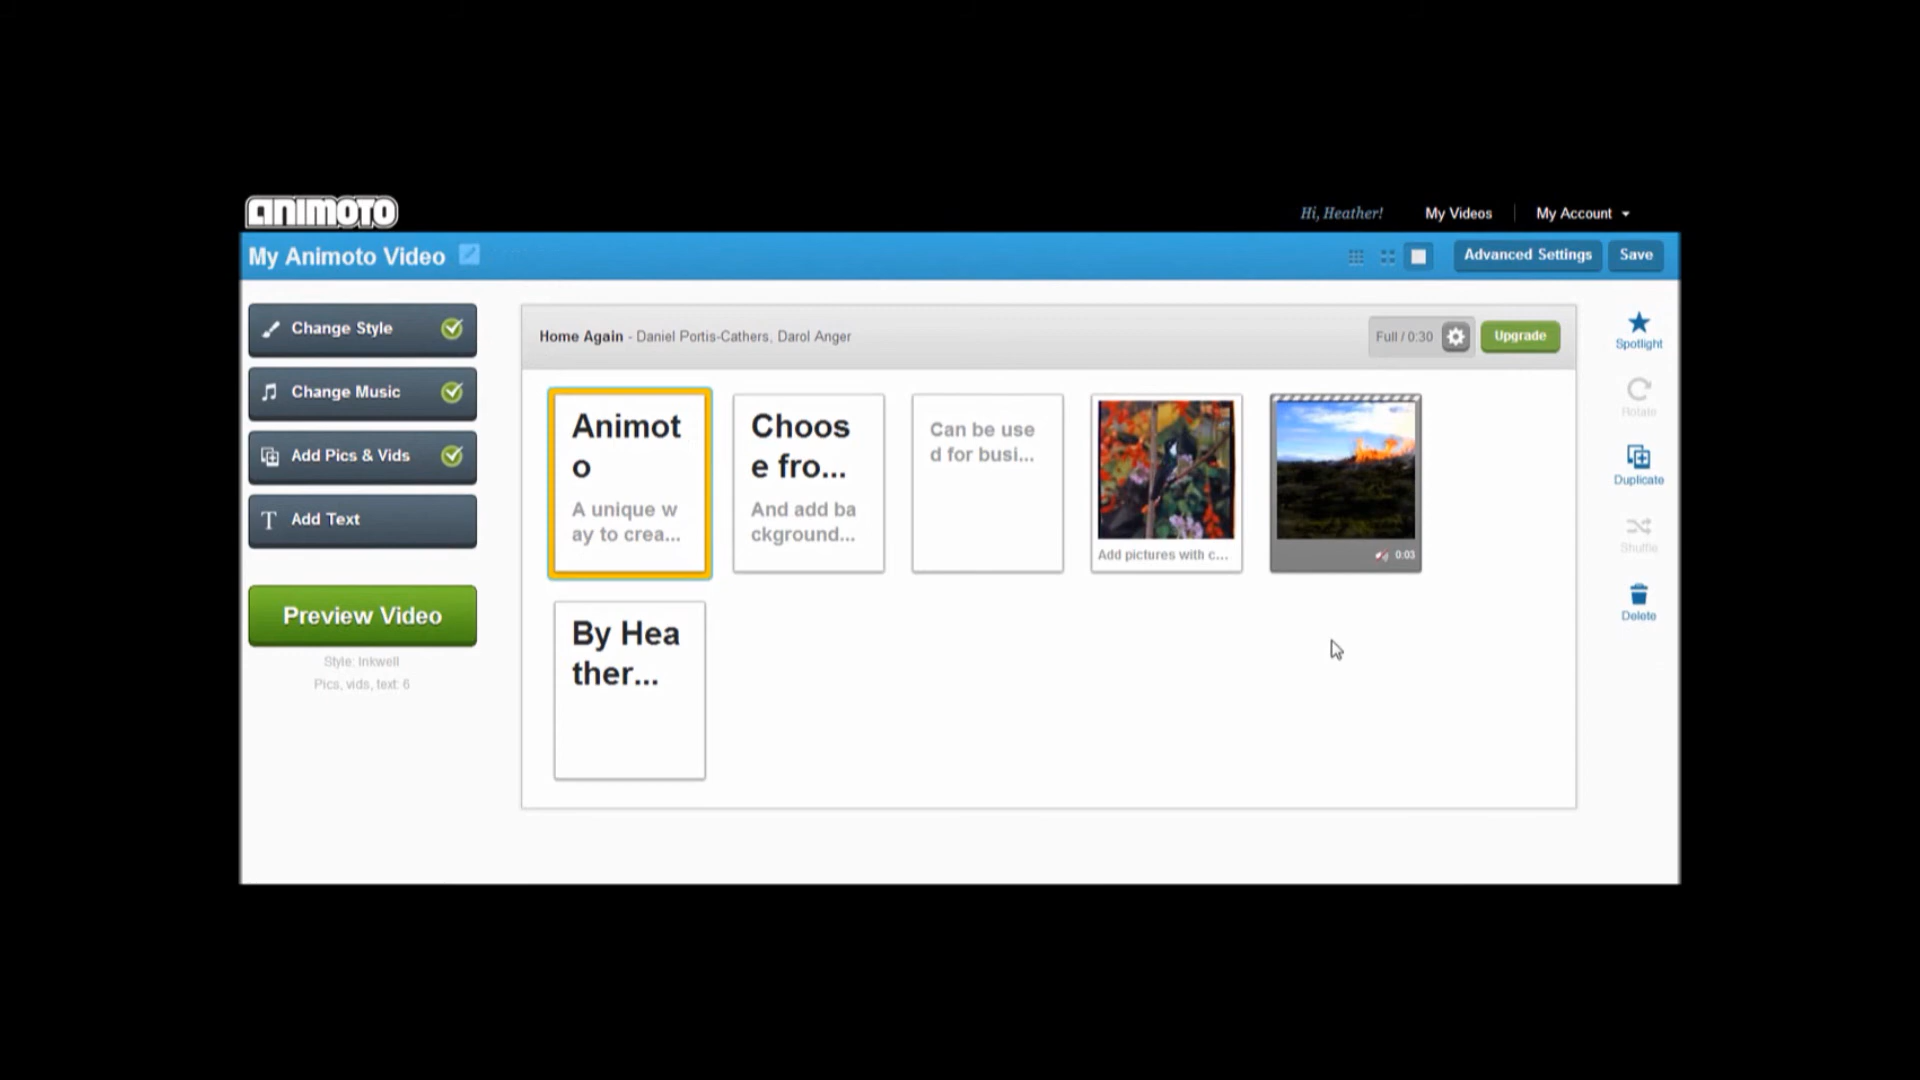 animoto
Hi, Heather!
My Videos
My Account
My Animoto Video
Advanced Settings
Save
Change Style
Change Music
Add Pics & Vids
Add Text
Preview Video
Style: Inkwell
Pics, vids, text: 6
Home Again - Daniel Portis-Cathers, Darol Anger
Full / 0:30
Upgrade
Animot
o
A unique w
ay to crea...
Choos
e fro...
And add ba
ckground...
Can be use
d for busi...
Add pictures with c...
0:03
By Hea
ther...
Spotlight
Rotate
Duplicate
Shuffle
Delete